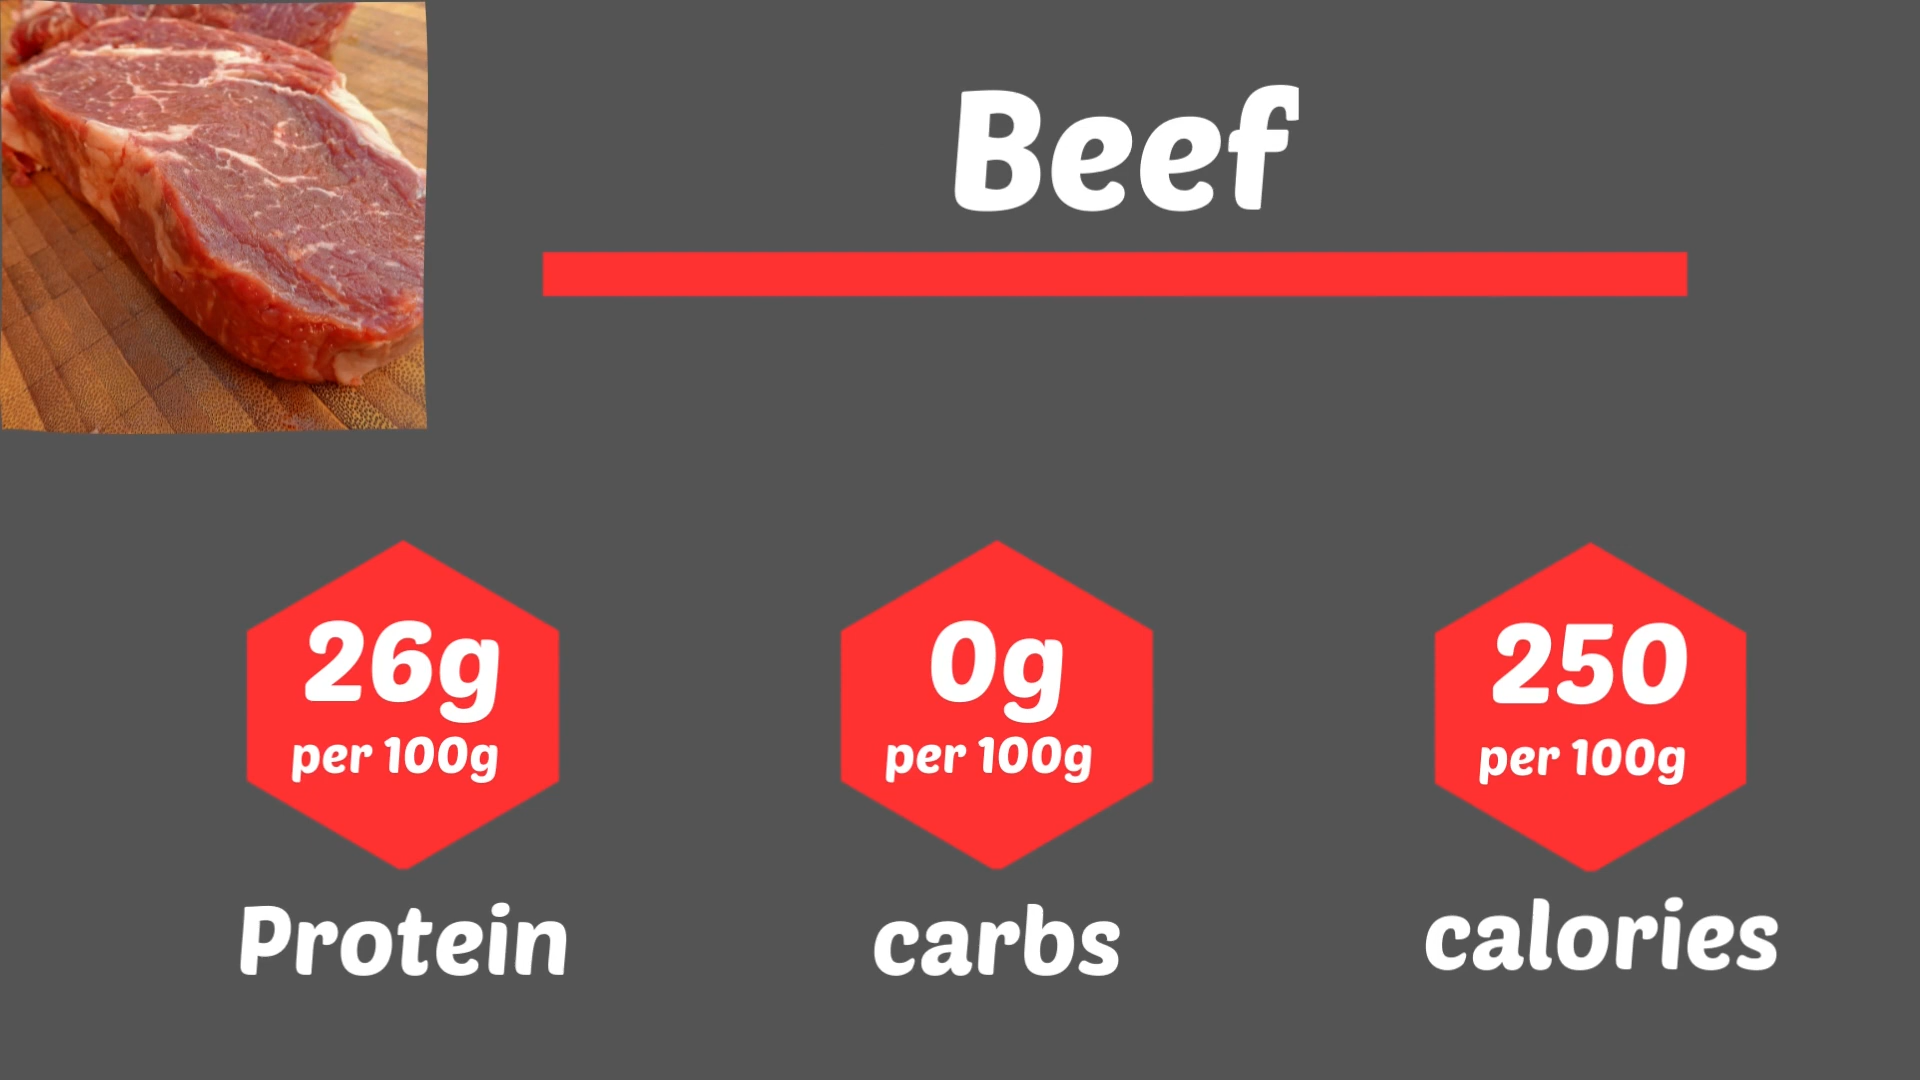 Beef
26g
per 100g
Protein
0g
per 100g
carbs
250
per 100g
calories